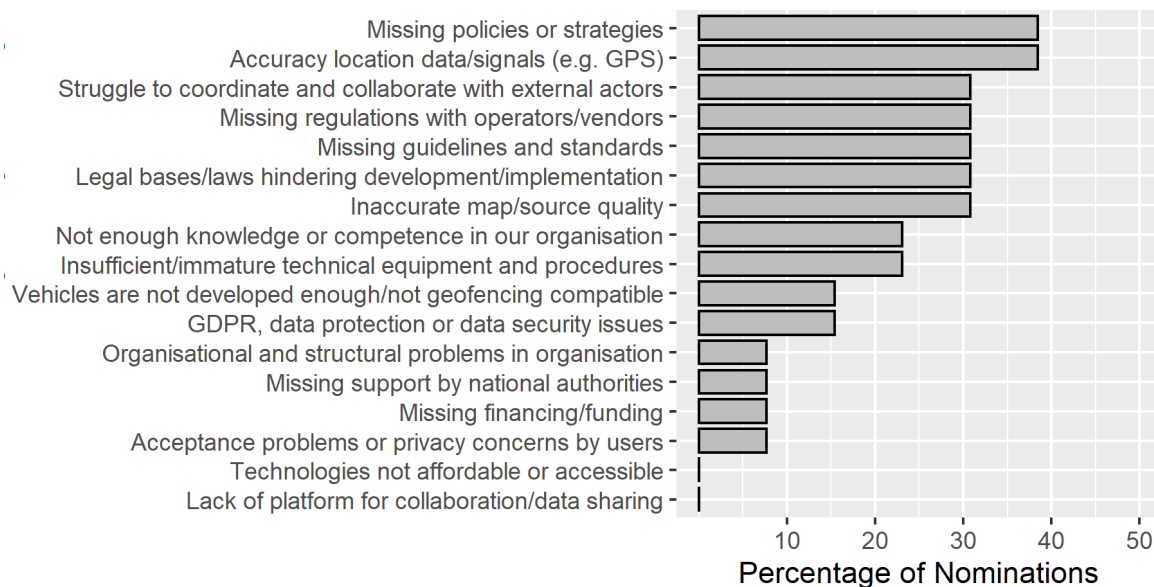 Missing policies or strategies
Accuracy location data/signals (e.g. GPS)
Struggle to coordinate and collaborate with external actors
Missing regulations with operators/vendors
Missing guidelines and standards
Legal bases/laws hindering development/implementation
Inaccurate map/source quality
Not enough knowledge or competence in our organisation
Insufficient/immature technical equipment and procedures
Vehicles are not developed enough/not geofencing compatible
GDPR, data protection or data security issues
Organisational and structural problems in organisation
Missing support by national authorities
Missing financing/funding
Acceptance problems or privacy concerns by users
Technologies not affordable or accessible
Lack of platform for collaboration/data sharing
10 20 30 40 50
Percentage of Nominations